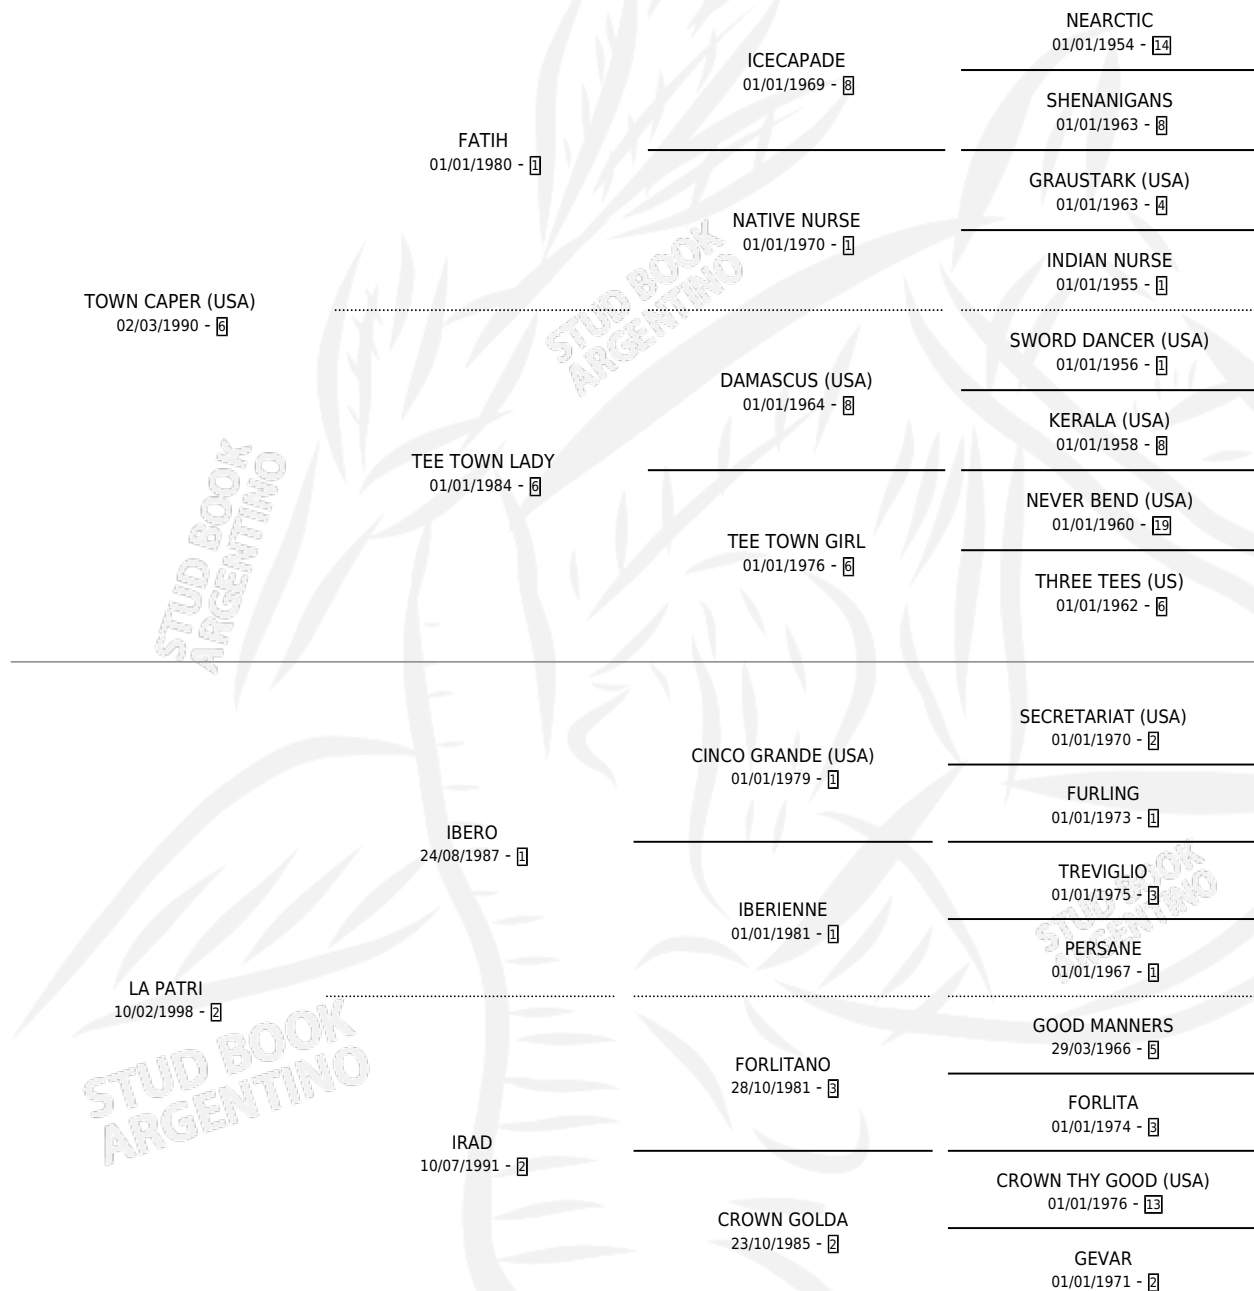 NEARCTIC
01/01/1954 - 14
ICECAPADE
01/01/1969 - 8
SHENANIGANS
01/01/1963 - 8
FATIH
01/01/1980 - 1
GRAUSTARK (USA)
01/01/1963 - 4
NATIVE NURSE
01/01/1970 - 1
INDIAN NURSE
01/01/1955 - 1
TOWN CAPER (USA)
02/03/1990 - 6
SWORD DANCER (USA)
01/01/1956 - 1
DAMASCUS (USA)
01/01/1964 - 8
KERALA (USA)
01/01/1958 - 8
TEE TOWN LADY
01/01/1984 - 6
NEVER BEND (USA)
01/01/1960 - 19
TEE TOWN GIRL
01/01/1976 - 6
THREE TEES (US)
01/01/1962 - 6
STUD BOOK
ARGENTINO
STUD BOOK
ARGENTINO
SECRETARIAT (USA)
01/01/1970 - 2
CINCO GRANDE (USA)
01/01/1979 - 1
FURLING
01/01/1973 - 1
IBERO
24/08/1987 - 1
TREVIGLIO
01/01/1975 - 3
IBERIENNE
01/01/1981 - 1
PERSANE
01/01/1967 - 1
LA PATRI
10/02/1998 - 2
GOOD MANNERS
29/03/1966 - 5
FORLITANO
28/10/1981 - 3
FORLITA
01/01/1974 - 3
IRAD
10/07/1991 - 2
CROWN THY GOOD (USA)
01/01/1976 - 13
CROWN GOLDA
23/10/1985 - 2
GEVAR
01/01/1971 - 2
STUD BOOK
ARGENTINO
STUD BOOK
ARGENTINO